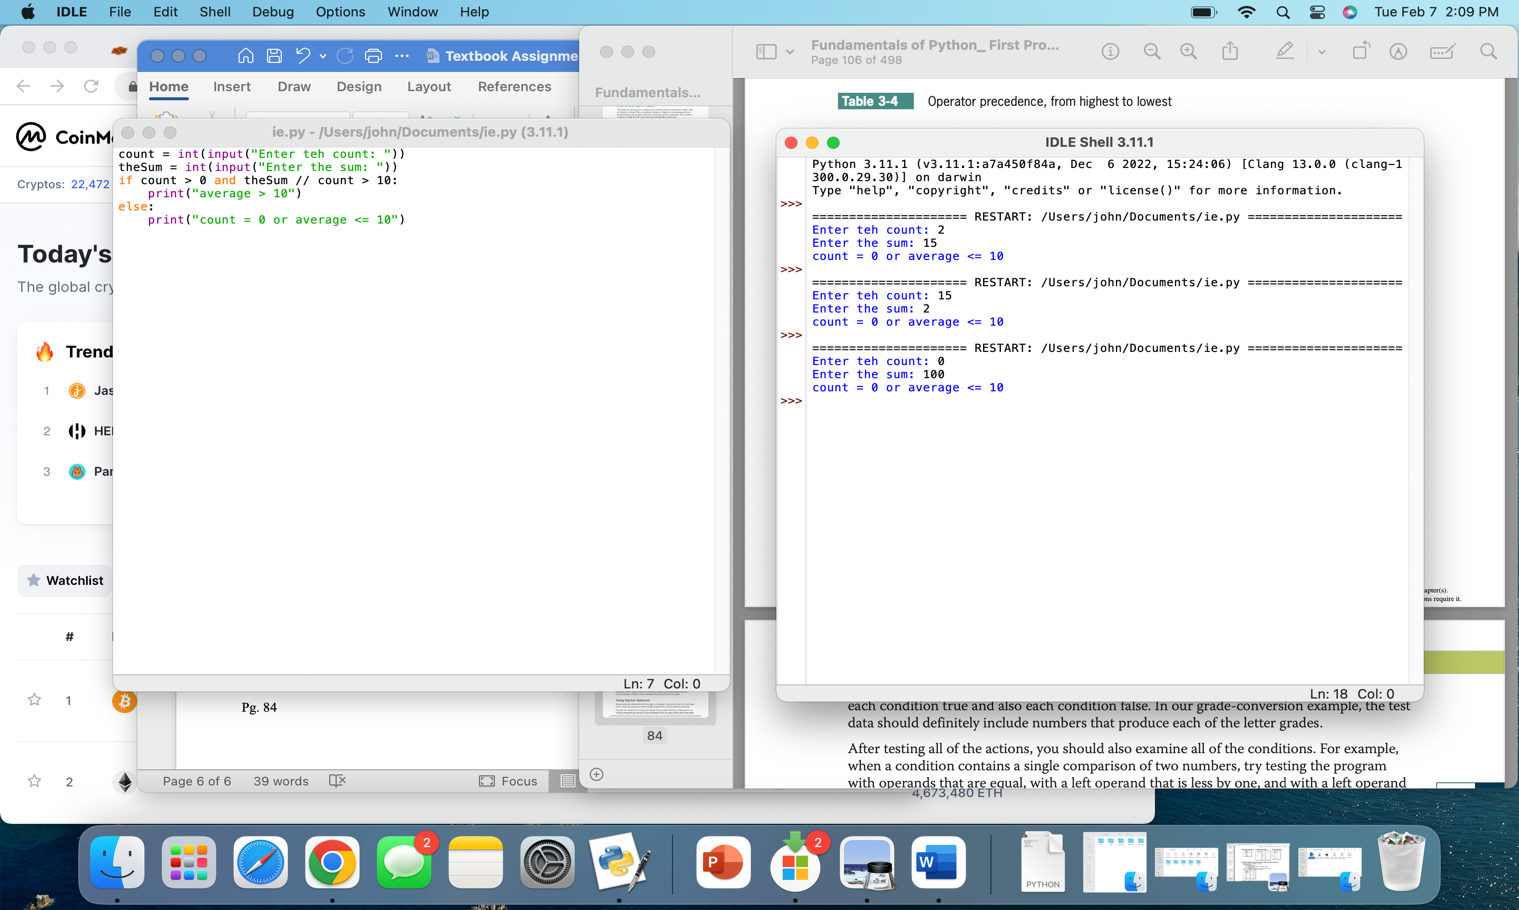 IDLE File Edit Shell Debug Options Window Help
Tue Feb 7 2:09 PM
Textbook Assignme
Home Insert Draw Design Layout References
Fundamentals...
Fundamentals of Python_ First Pro...
Page 106 of 498
Table 3-4 Operator precedence, from highest to lowest
CoinM
Cryptos: 22,472
Today's
The global cry
Trend
1 Jas
2 HE
3 Par
Watchlist
#
1
2
ie.py - /Users/john/Documents/ie.py (3.11.1)
count = int(input("Enter teh count: "))
theSum = int(input("Enter the sum: "))
if count > 0 and theSum // count > 10:
    print("average > 10")
else:
    print("count = 0 or average <= 10")
Ln: 7 Col: 0
IDLE Shell 3.11.1
Python 3.11.1 (v3.11.1:a7a450f84a, Dec  6 2022, 15:24:06) [Clang 13.0.0 (clang-1
300.0.29.30)] on darwin
Type "help", "copyright", "credits" or "license()" for more information.
>>>
===================== RESTART: /Users/john/Documents/ie.py =====================
Enter teh count: 2
Enter the sum: 15
count = 0 or average <= 10
>>>
===================== RESTART: /Users/john/Documents/ie.py =====================
Enter teh count: 15
Enter the sum: 2
count = 0 or average <= 10
>>>
===================== RESTART: /Users/john/Documents/ie.py =====================
Enter teh count: 0
Enter the sum: 100
count = 0 or average <= 10
>>>
Ln: 18 Col: 0
apter(s).
ns require it.
Pg. 84
84
Page 6 of 6 39 words Focus
each condition true and also each condition false. In our grade-conversion example, the test
data should definitely include numbers that produce each of the letter grades.
After testing all of the actions, you should also examine all of the conditions. For example,
when a condition contains a single comparison of two numbers, try testing the program
with operands that are equal, with a left operand that is less by one, and with a left operand
4,673,480 ETH
2
P
2
W
PYTHON